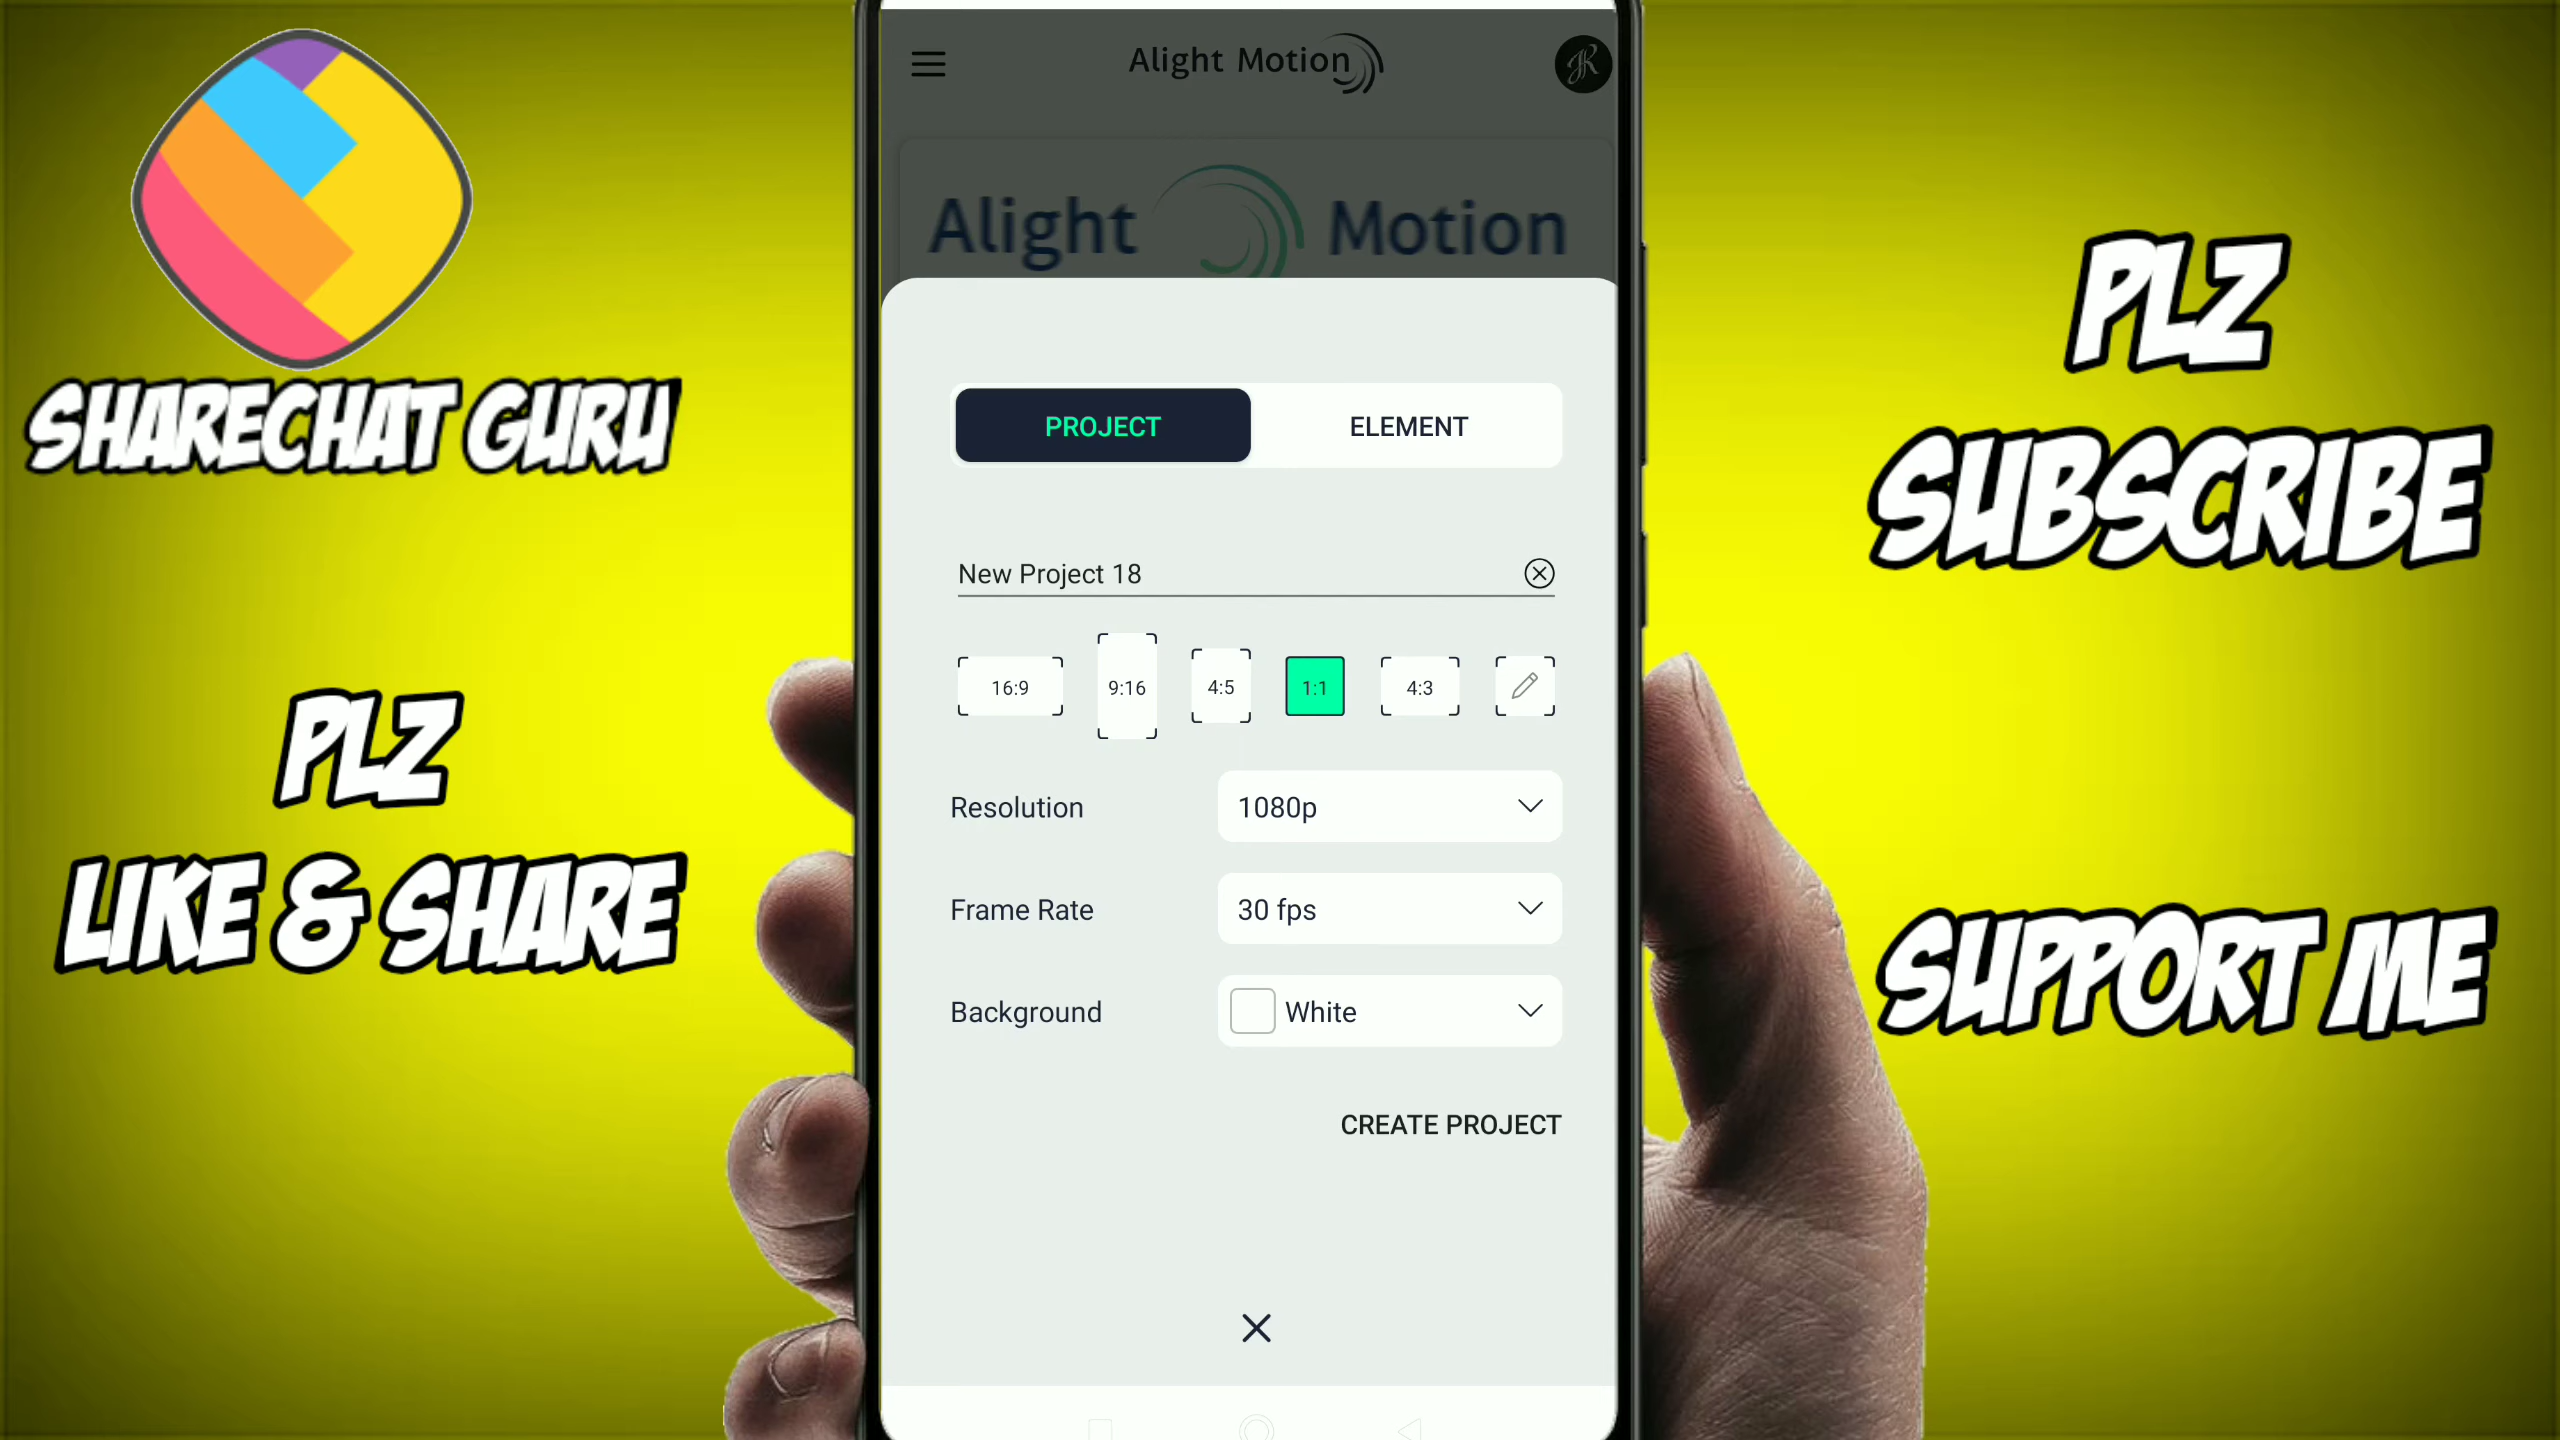 Alight Motion
JR
Alight Motion
SHARECHAT GURU
PLZ
LIKE & SHARE
PROJECT
ELEMENT
New Project 18
16:9
9:16
4:5
1:1
4:3
Resolution
1080p
Frame Rate
30 fps
Background
White
CREATE PROJECT
PLZ
SUBSCRIBE
SUPPORT ME